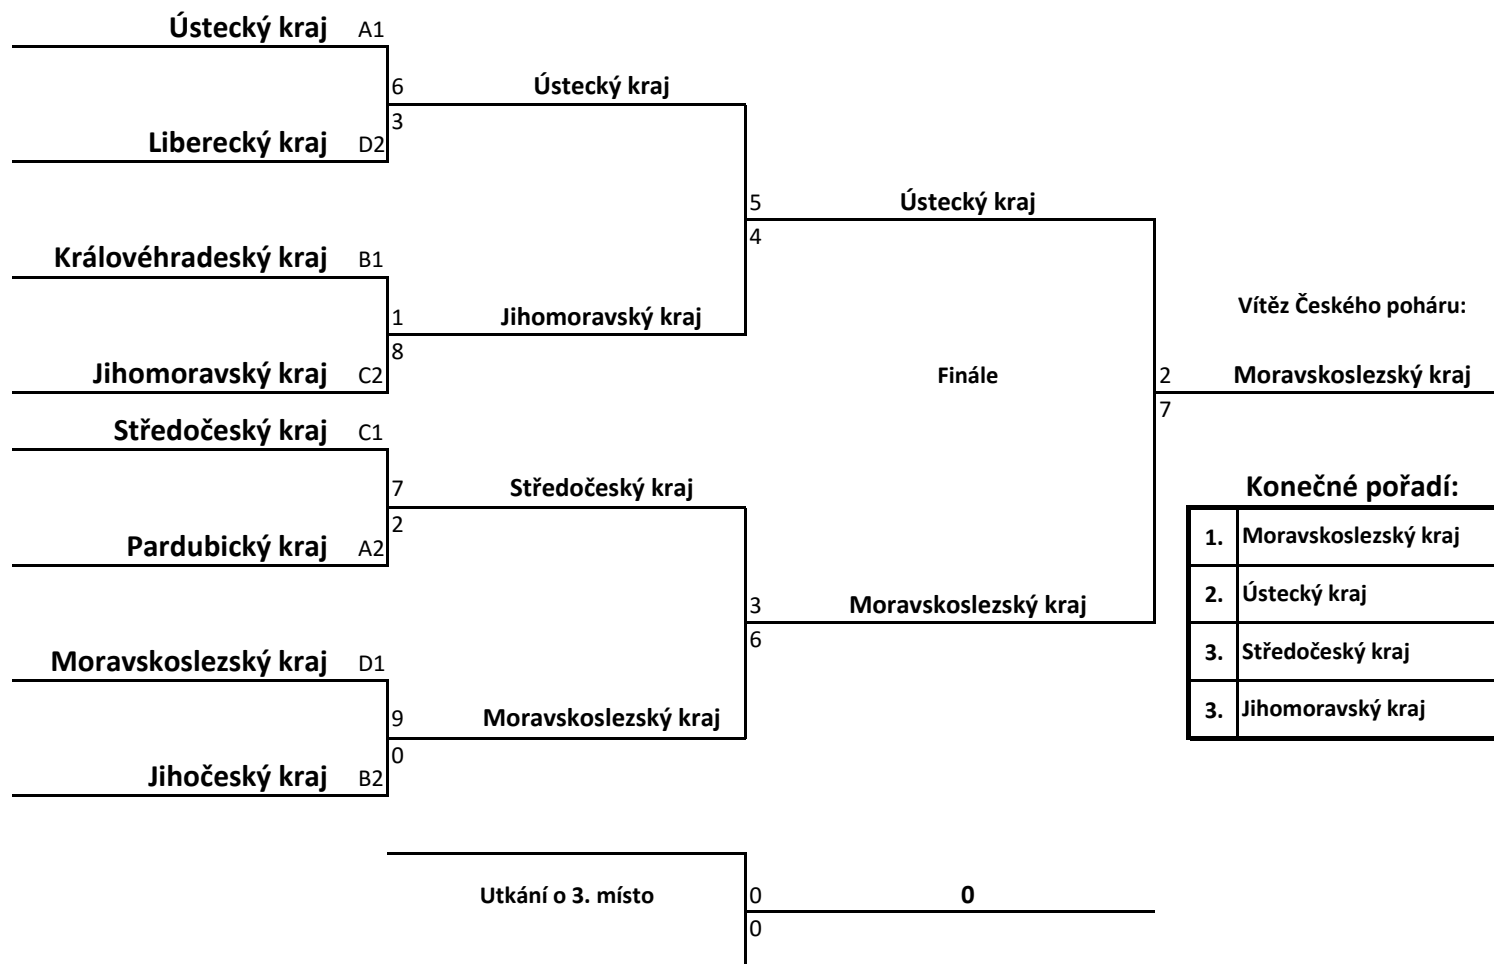 Ústecký kraj A1
6 Ústecký kraj
3
Liberecký kraj D2
5 Ústecký kraj
4
Královéhradeský kraj B1
Vítěz Českého poháru:
1 Jihomoravský kraj
8
Jihomoravský kraj C2
Finále
2 Moravskoslezský kraj
7
Středočeský kraj C1
7 Středočeský kraj
2
Konečné pořadí:
Pardubický kraj A2
1. Moravskoslezský kraj
2. Ústecký kraj
3 Moravskoslezský kraj
6
3. Středočeský kraj
Moravskoslezský kraj D1
9 Moravskoslezský kraj
0
3. Jihomoravský kraj
Jihočeský kraj B2
Utkání o 3. místo
0 0
0